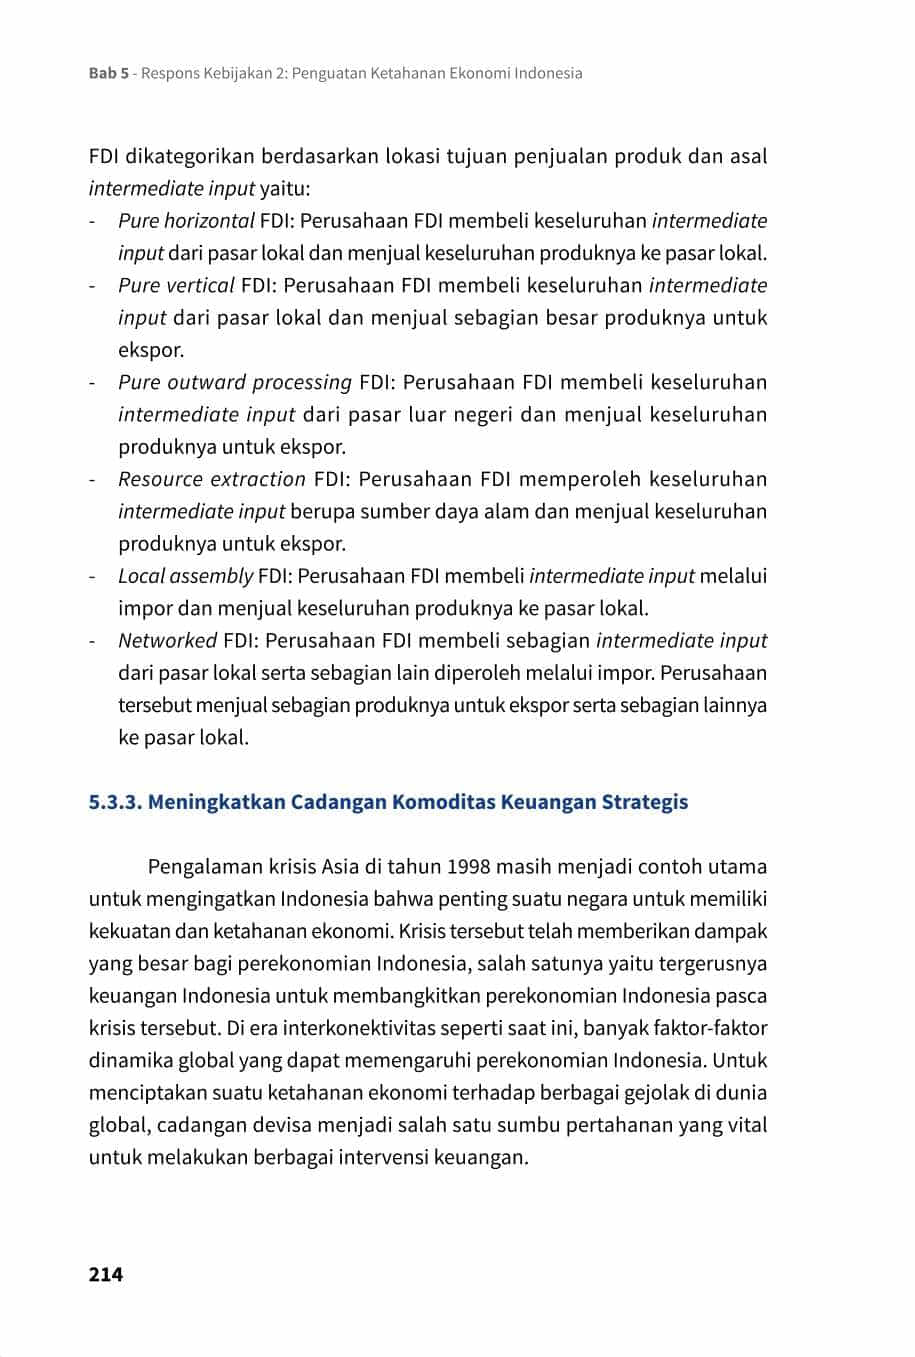 Bab 5 - Respons Kebijakan 2: Penguatan Ketahanan Ekonomi Indonesia
FDI dikategorikan berdasarkan lokasi tujuan penjualan produk dan asal
intermediate input yaitu:
- Pure horizontal FDI: Perusahaan FDI membeli keseluruhan intermediate
input dari pasar lokal dan menjual keseluruhan produknya ke pasar lokal.
- Pure vertical FDI: Perusahaan FDI membeli keseluruhan intermediate
input dari pasar lokal dan menjual sebagian besar produknya untuk
ekspor.
- Pure outward processing FDI: Perusahaan FDI membeli keseluruhan
intermediate input dari pasar luar negeri dan menjual keseluruhan
produknya untuk ekspor.
- Resource extraction FDI: Perusahaan FDI memperoleh keseluruhan
intermediate input berupa sumber daya alam dan menjual keseluruhan
produknya untuk ekspor.
- Local assembly FDI: Perusahaan FDI membeli intermediate input melalui
impor dan menjual keseluruhan produknya ke pasar lokal.
- Networked FDI: Perusahaan FDI membeli sebagian intermediate input
dari pasar lokal serta sebagian lain diperoleh melalui impor. Perusahaan
tersebut menjual sebagian produknya untuk ekspor serta sebagian lainnya
ke pasar lokal.
5.3.3. Meningkatkan Cadangan Komoditas Keuangan Strategis
Pengalaman krisis Asia di tahun 1998 masih menjadi contoh utama
untuk mengingatkan Indonesia bahwa penting suatu negara untuk memiliki
kekuatan dan ketahanan ekonomi. Krisis tersebut telah memberikan dampak
yang besar bagi perekonomian Indonesia, salah satunya yaitu tergerusnya
keuangan Indonesia untuk membangkitkan perekonomian Indonesia pasca
krisis tersebut. Di era interkonektivitas seperti saat ini, banyak faktor-faktor
dinamika global yang dapat memengaruhi perekonomian Indonesia. Untuk
menciptakan suatu ketahanan ekonomi terhadap berbagai gejolak di dunia
global, cadangan devisa menjadi salah satu sumbu pertahanan yang vital
untuk melakukan berbagai intervensi keuangan.
214